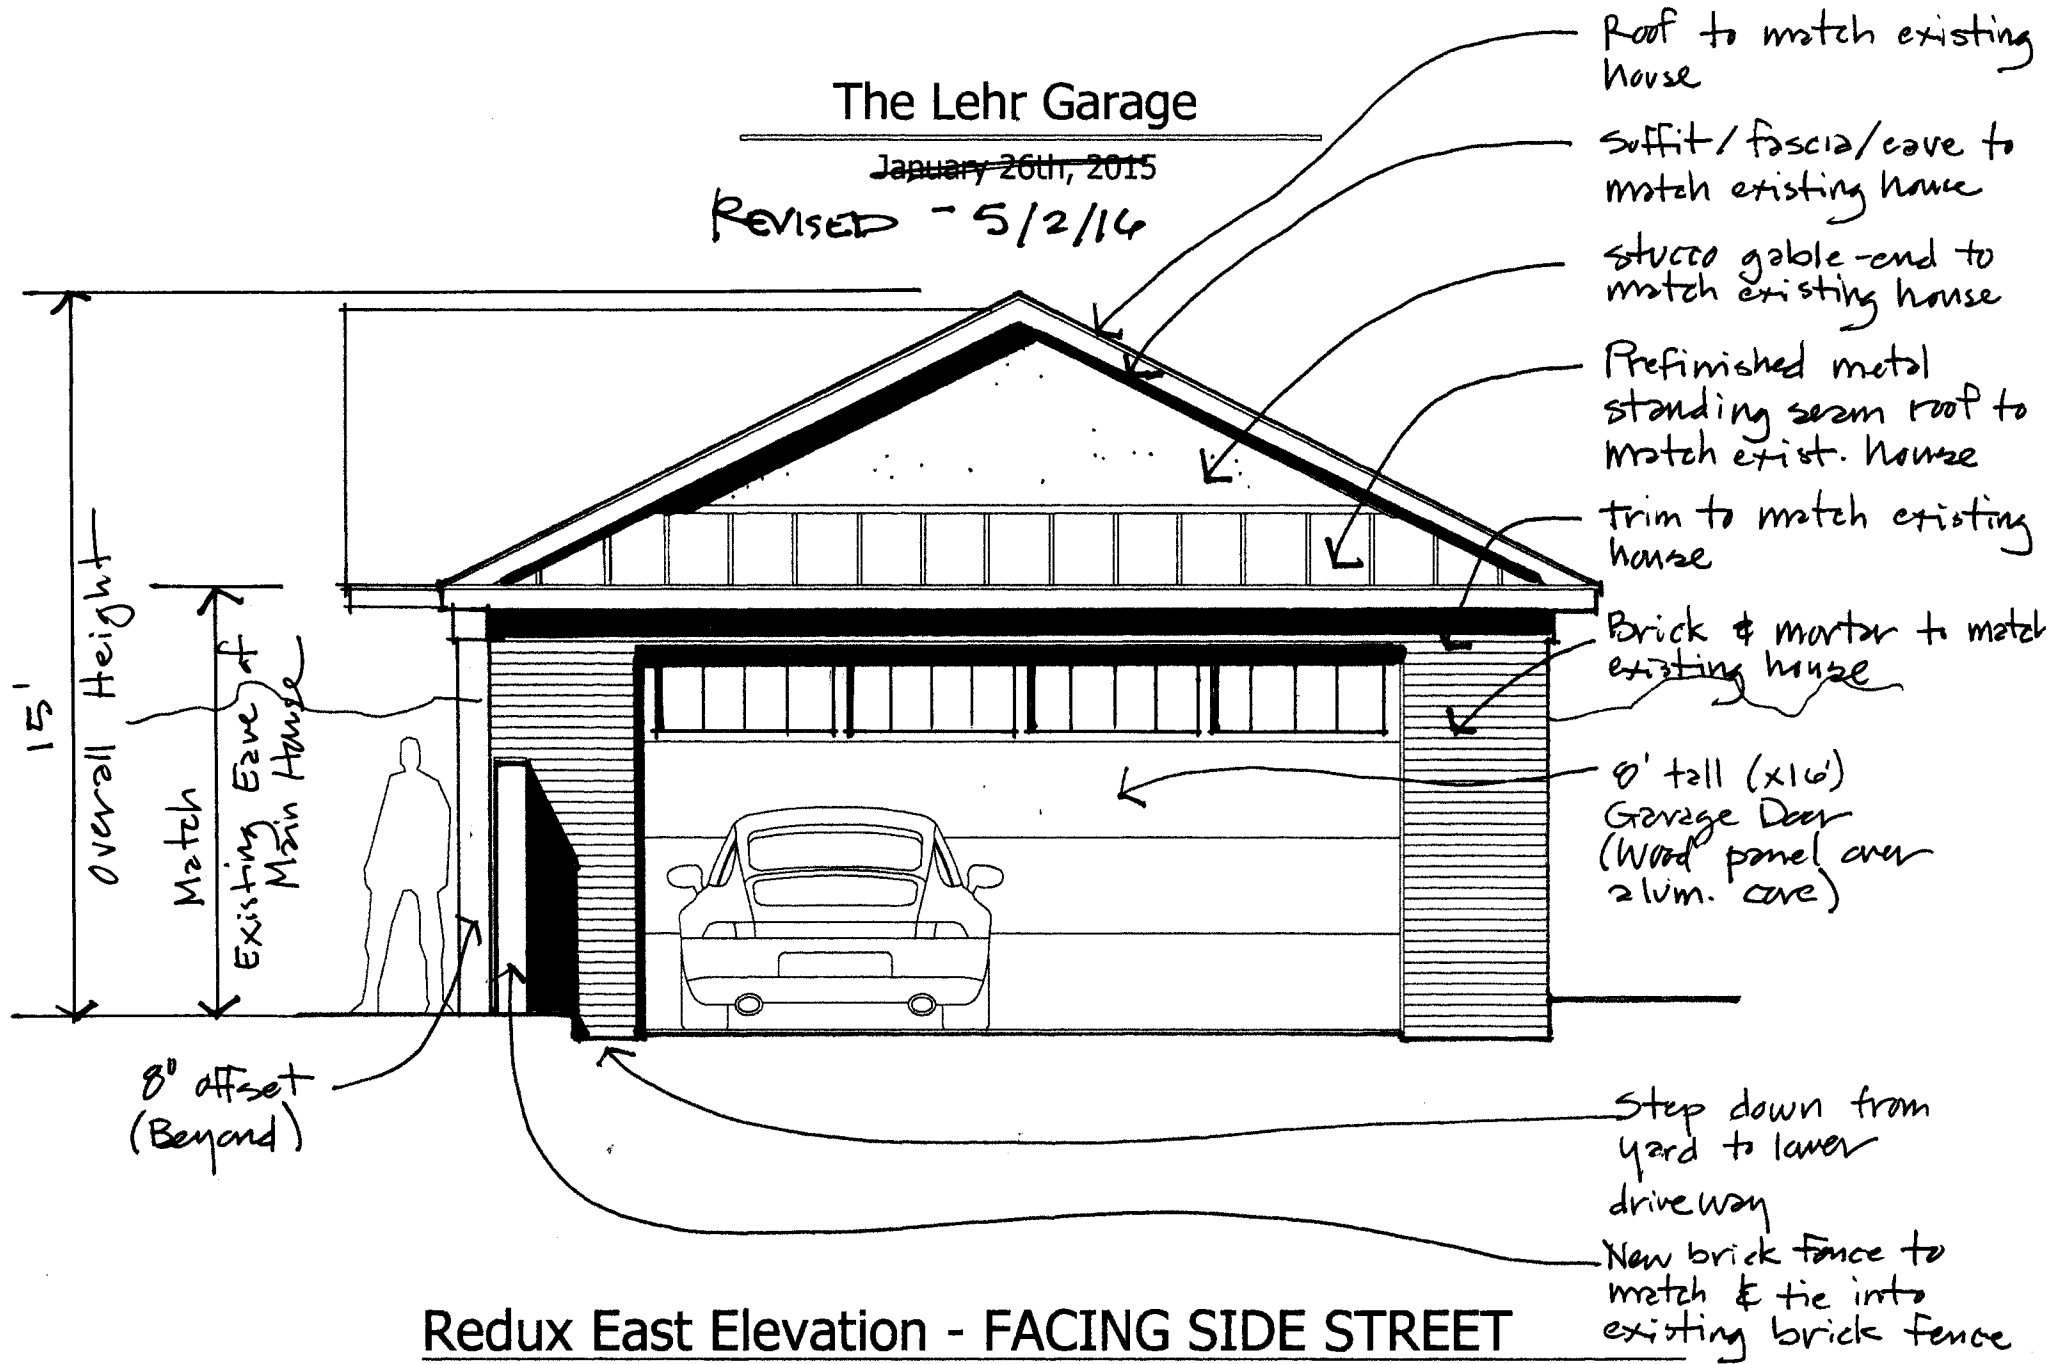 The Lehr Garage
January 26th, 2015
REVISED - 5/2/16
Roof to match existing
house
soffit/fascia/eave to
match existing house
stucco gable-end to
match existing house
Prefinished metal
standing seam roof to
match exist. house
trim to match existing
house
Brick & mortar to match
existing house
8' tall (x16')
Garage Door
(Wood panel over
alum. core)
15'
Overall Height
Match
Existing Eave of
Main House
8" offset
(Beyond)
Step down from
yard to lower
driveway
New brick fence to
match & tie into
existing brick fence
Redux East Elevation - FACING SIDE STREET